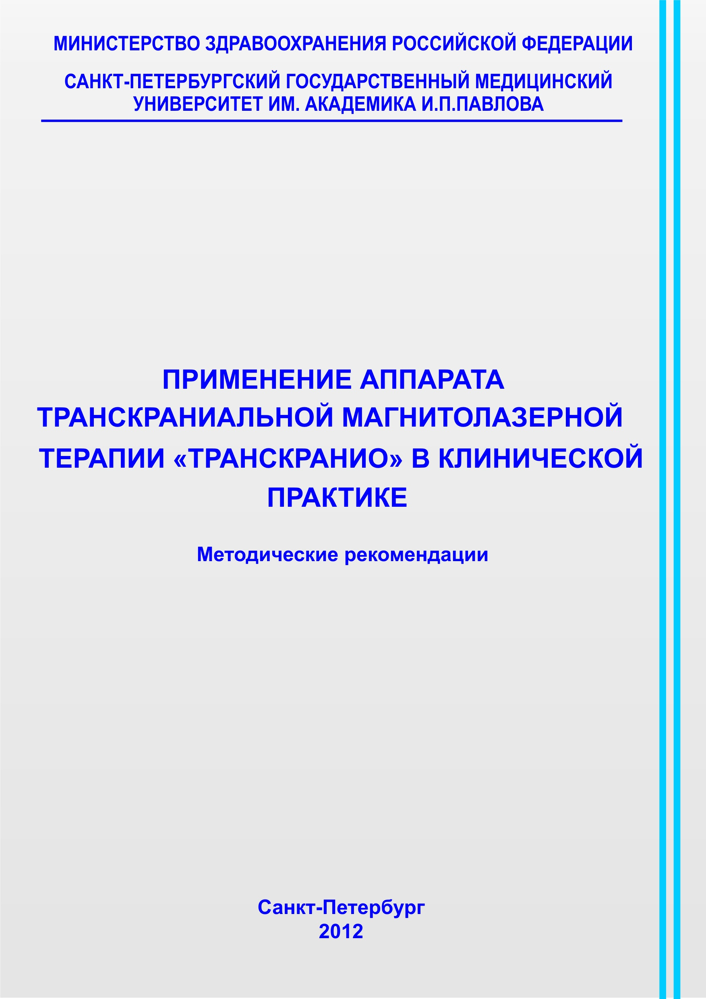 МИНИСТЕРСТВО ЗДРАВООХРАНЕНИЯ РОССИЙСКОЙ ФЕДЕРАЦИИ
САНКТ-ПЕТЕРБУРГСКИЙ ГОСУДАРСТВЕННЫЙ МЕДИЦИНСКИЙ
УНИВЕРСИТЕТ ИМ. АКАДЕМИКА И.П.ПАВЛОВА
ПРИМЕНЕНИЕ АППАРАТА
ТРАНСКРАНИАЛЬНОЙ МАГНИТОЛАЗЕРНОЙ
ТЕРАПИИ «ТРАНСКРАНИО» В КЛИНИЧЕСКОЙ
ПРАКТИКЕ
Методические рекомендации
Санкт-Петербург
2012